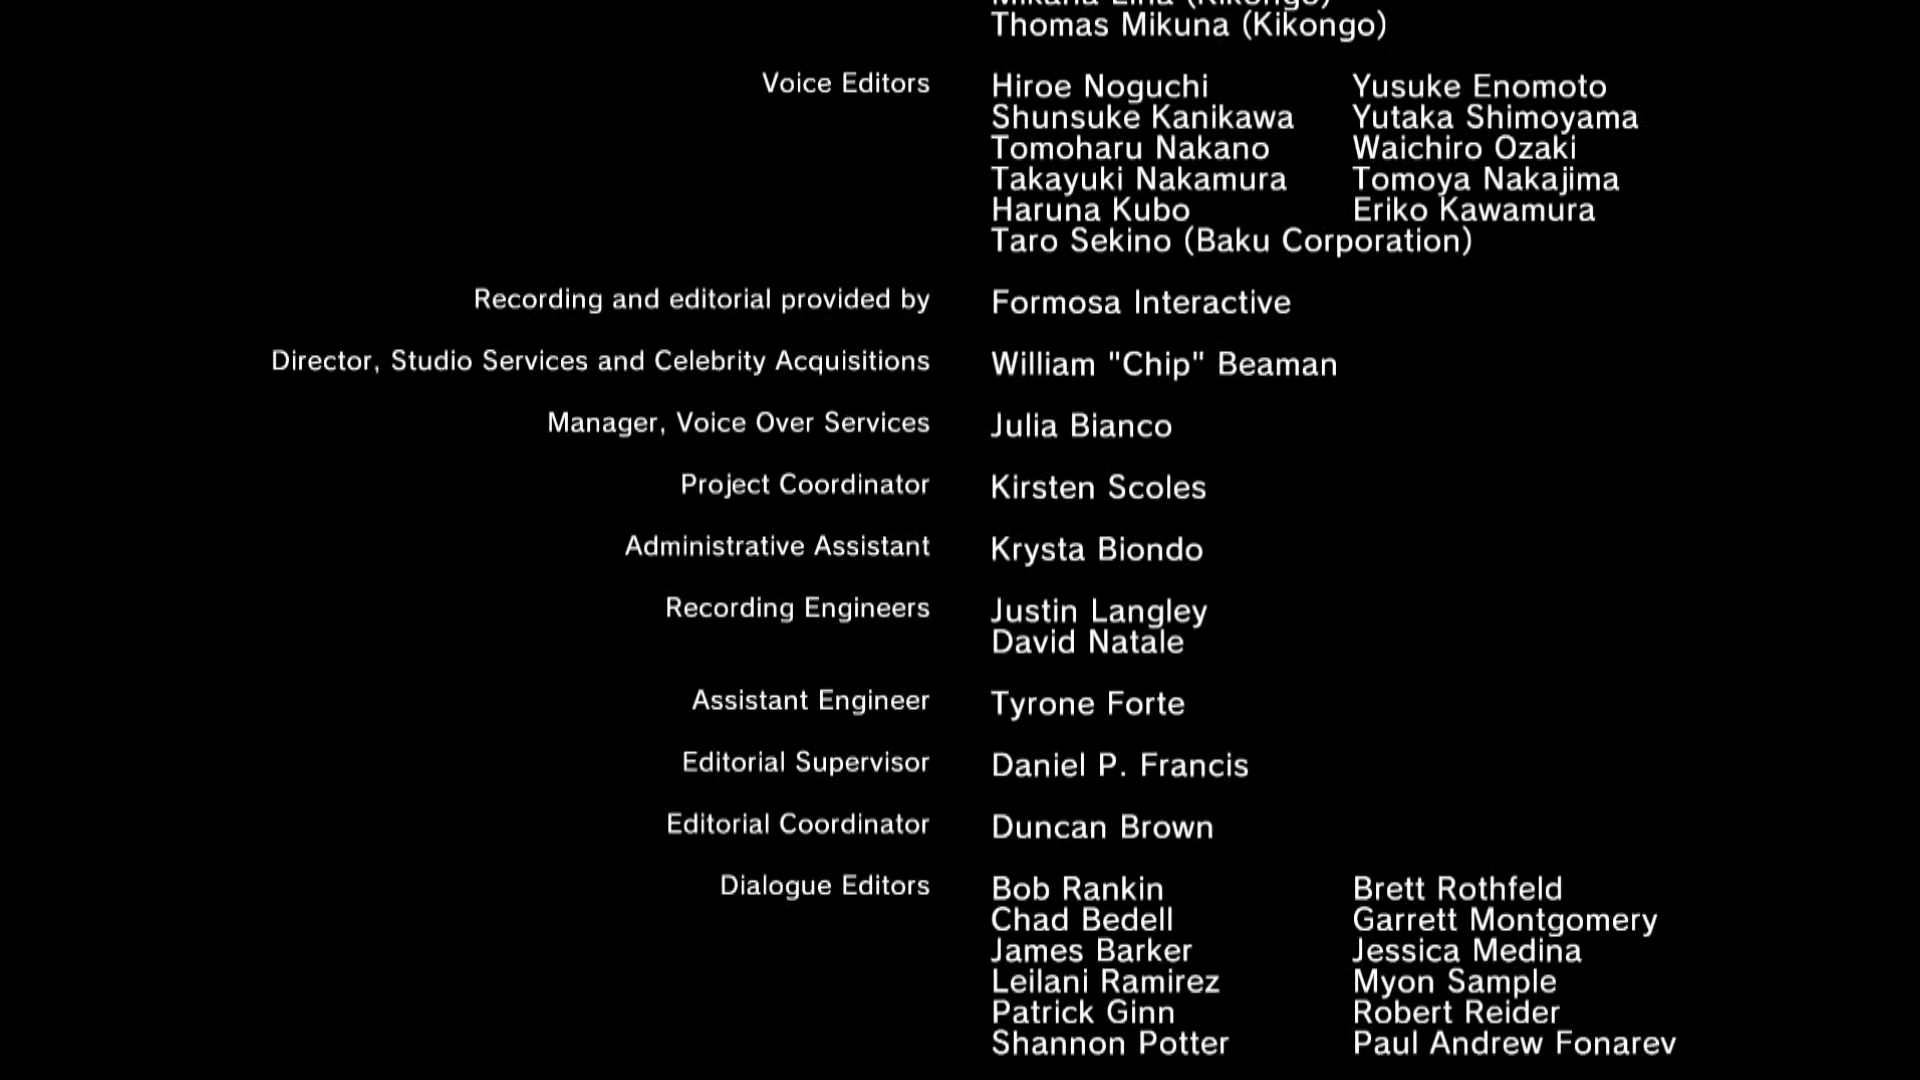 Thomas Mikuna (Kikongo)
Voice Editors
Hiroe Noguchi Yusuke Enomoto
Shunsuke Kanikawa Yutaka Shimoyama
Tomoharu Nakano Waichiro Ozaki
Takayuki Nakamura Tomoya Nakajima
Haruna Kubo Eriko Kawamura
Taro Sekino (Baku Corporation)
Recording and editorial provided by Formosa Interactive
Director, Studio Services and Celebrity Acquisitions William "Chip" Beaman
Manager, Voice Over Services Julia Bianco
Project Coordinator Kirsten Scoles
Administrative Assistant Krysta Biondo
Recording Engineers Justin Langley
David Natale
Assistant Engineer Tyrone Forte
Editorial Supervisor Daniel P. Francis
Editorial Coordinator Duncan Brown
Dialogue Editors
Bob Rankin Brett Rothfeld
Chad Bedell Garrett Montgomery
James Barker Jessica Medina
Leilani Ramirez Myon Sample
Patrick Ginn Robert Reider
Shannon Potter Paul Andrew Fonarev